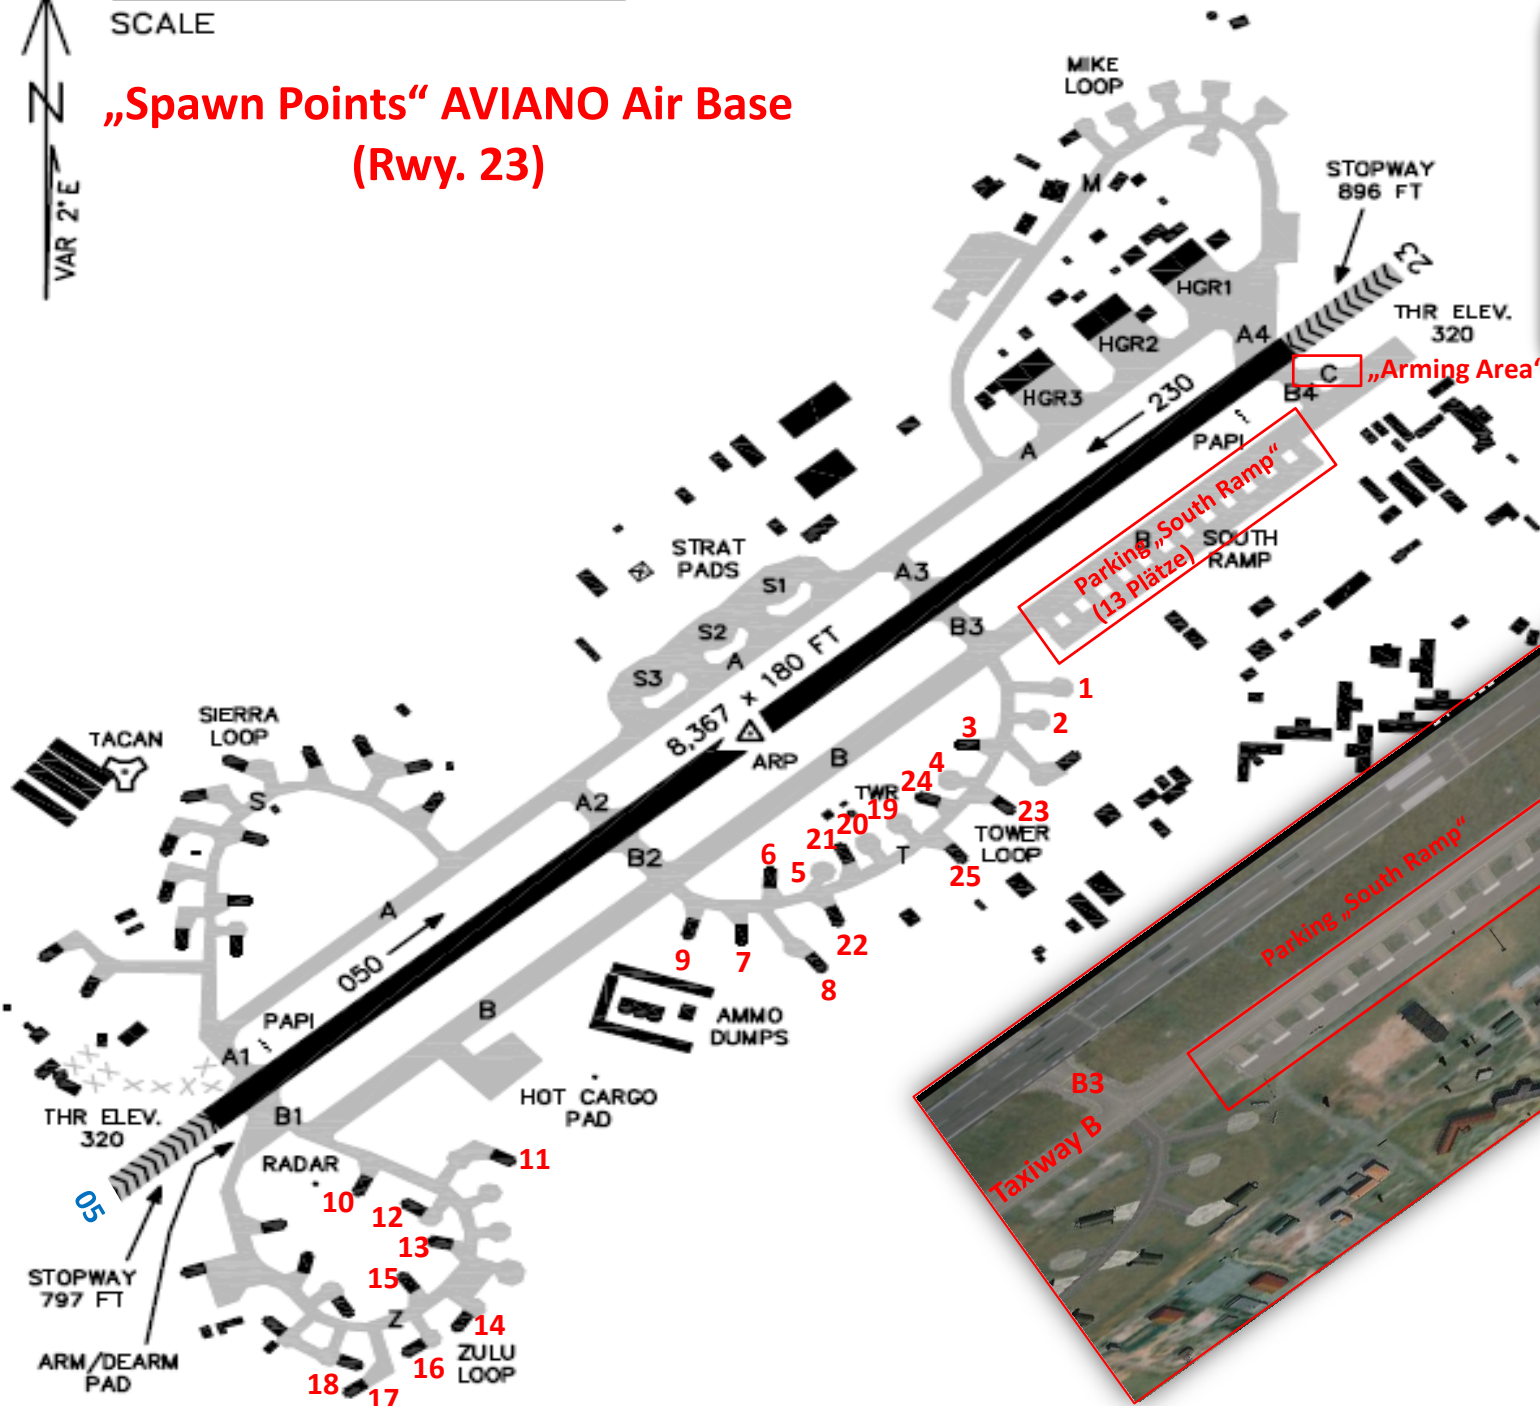 SCALE
„Spawn Points“ AVIANO Air Base
(Rwy. 23)
N
VAR 2°E
MIKE
LOOP
M
STOPWAY
896 FT
23
HGR1
HGR2
HGR3
A4
THR ELEV.
320
C
„Arming Area“
B4
230
PAPI
A
Parking „South Ramp“
(13 Plätze)
B
SOUTH
RAMP
STRAT
PADS
S1
S2
S3
A
A3
B3
8,367 x 180 FT
ARP
B
1
2
3
4
24
TWR
19
20
21
23
TOWER
LOOP
T
25
6
5
22
9
7
8
SIERRA
LOOP
TACAN
S
A2
B2
A
050
B
PAPI
A1
AMMO
DUMPS
HOT CARGO
PAD
THR ELEV.
320
B1
RADAR
05
10
11
12
13
15
14
Z
16
ZULU
LOOP
18
17
STOPWAY
797 FT
ARM/DEARM
PAD
Parking „South Ramp“
B3
Taxiway B